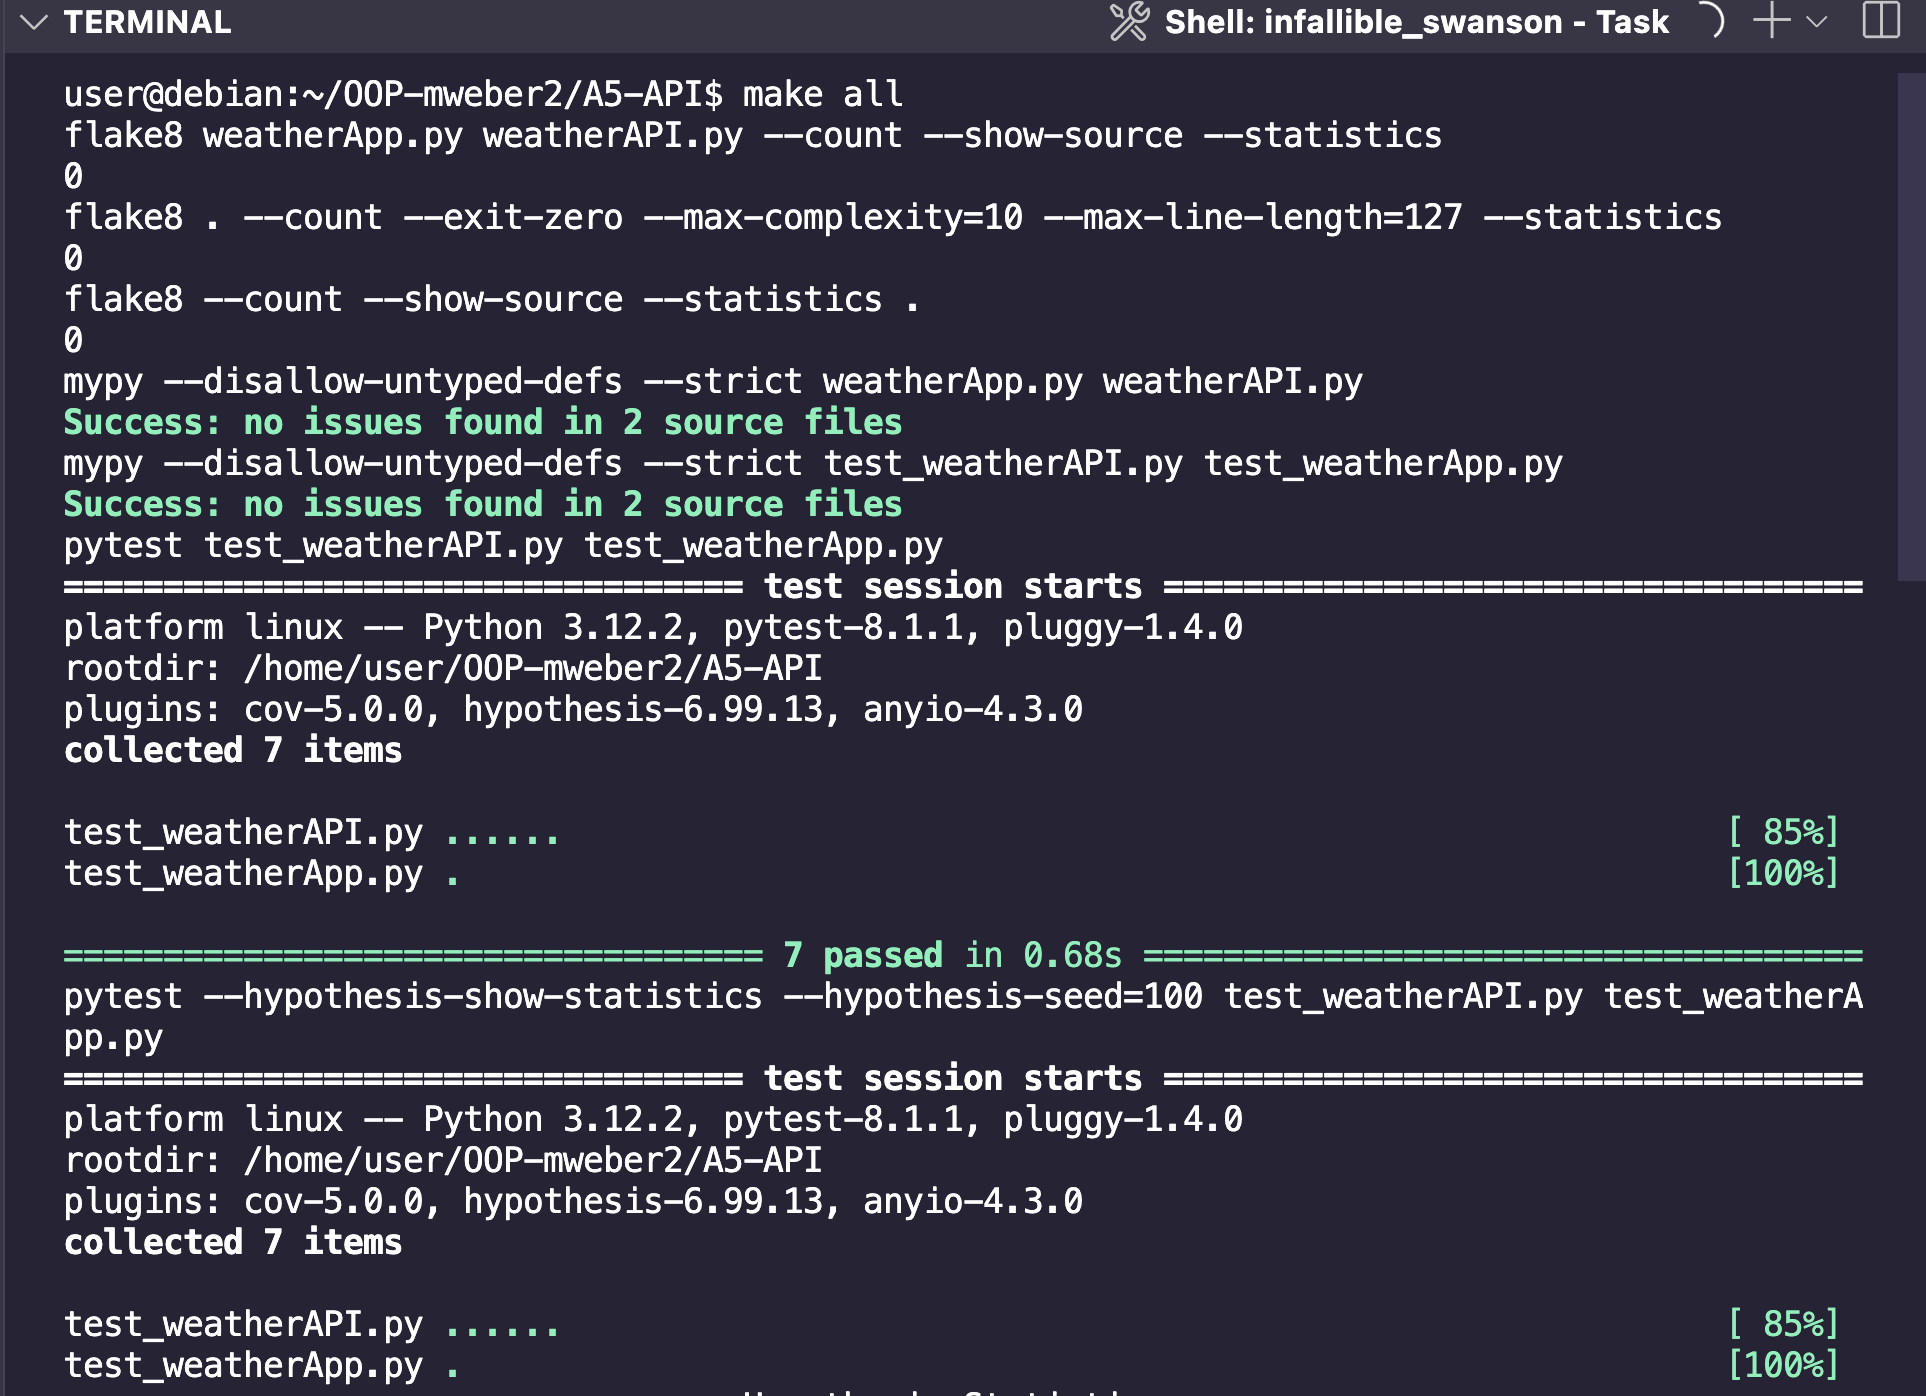 TERMINAL
Shell: infallible_swanson - Task
user@debian:~/OOP-mweber2/A5-API$ make all
flake8 weatherApp.py weatherAPI.py --count --show-source --statistics
0
flake8 . --count --exit-zero --max-complexity=10 --max-line-length=127 --statistics
0
flake8 --count --show-source --statistics .
0
mypy --disallow-untyped-defs --strict weatherApp.py weatherAPI.py
Success: no issues found in 2 source files
mypy --disallow-untyped-defs --strict test_weatherAPI.py test_weatherApp.py
Success: no issues found in 2 source files
pytest test_weatherAPI.py test_weatherApp.py
================================== test session starts ===================================
platform linux -- Python 3.12.2, pytest-8.1.1, pluggy-1.4.0
rootdir: /home/user/OOP-mweber2/A5-API
plugins: cov-5.0.0, hypothesis-6.99.13, anyio-4.3.0
collected 7 items
test_weatherAPI.py ...... [ 85%]
test_weatherApp.py . [100%]
=================================== 7 passed in 0.68s ====================================
pytest --hypothesis-show-statistics --hypothesis-seed=100 test_weatherAPI.py test_weatherA
pp.py
================================== test session starts ===================================
platform linux -- Python 3.12.2, pytest-8.1.1, pluggy-1.4.0
rootdir: /home/user/OOP-mweber2/A5-API
plugins: cov-5.0.0, hypothesis-6.99.13, anyio-4.3.0
collected 7 items
test_weatherAPI.py ...... [ 85%]
test_weatherApp.py . [100%]